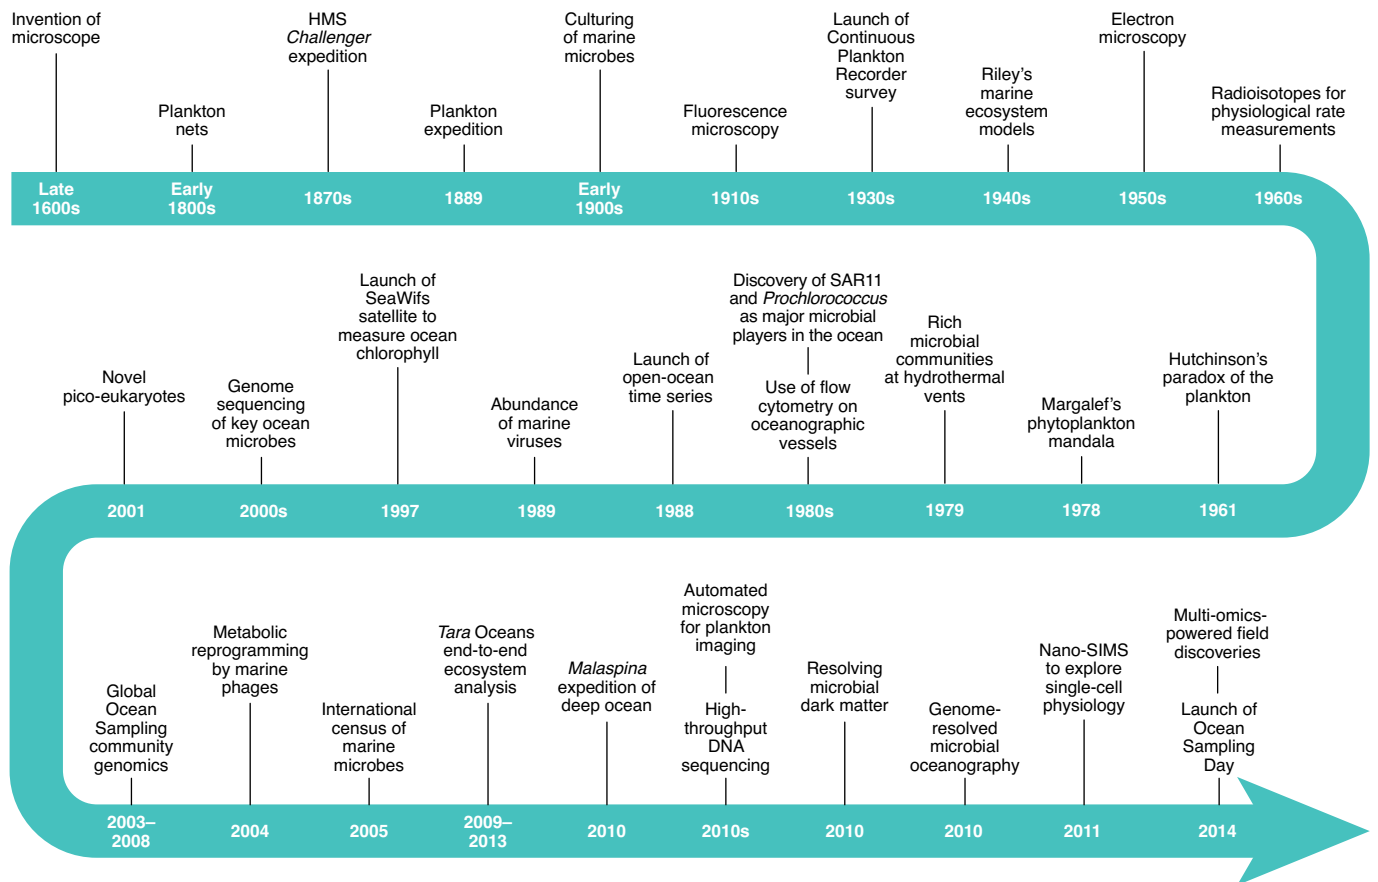 Invention of
microscope
Late
1600s
Plankton
nets
Early
1800s
HMS
Challenger
expedition
1870s
Plankton
expedition
1889
Culturing
of marine
microbes
Early
1900s
Fluorescence
microscopy
1910s
Launch of
Continuous
Plankton
Recorder
survey
1930s
Riley's
marine
ecosystem
models
1940s
Electron
microscopy
1950s
Radioisotopes for
physiological rate
measurements
1960s
Hutchinson's
paradox of the
plankton
1961
Margalef's
phytoplankton
mandala
1978
Rich
microbial
communities
at hydrothermal
vents
1979
Discovery of SAR11
and Prochlorococcus
as major microbial
players in the ocean
Use of flow
cytometry on
oceanographic
vessels
1980s
Launch of
open-ocean
time series
1988
Abundance
of marine
viruses
1989
Launch of
SeaWifs
satellite to
measure ocean
chlorophyll
1997
Genome
sequencing
of key ocean
microbes
2000s
Novel
pico-eukaryotes
2001
Global
Ocean
Sampling
community
genomics
2003–
2008
Metabolic
reprogramming
by marine
phages
2004
International
census of
marine
microbes
2005
Tara Oceans
end-to-end
ecosystem
analysis
2009–
2013
Malaspina
expedition of
deep ocean
2010
Automated
microscopy
for plankton
imaging
High-
throughput
DNA
sequencing
2010s
Resolving
microbial
dark matter
2010
Genome-
resolved
microbial
oceanography
2010
Nano-SIMS
to explore
single-cell
physiology
2011
Multi-omics-
powered field
discoveries
Launch of
Ocean
Sampling
Day
2014